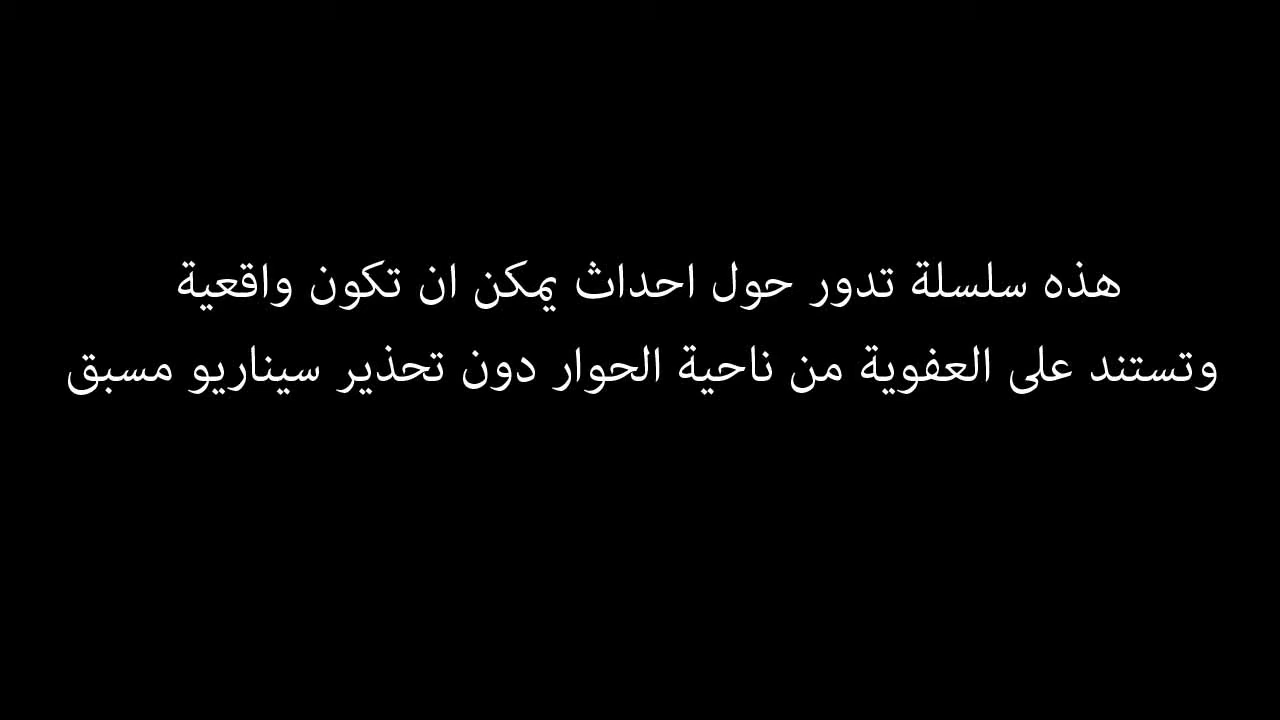 هذه سلسلة تدور حول احداث يمكن ان تكون واقعية
وتستند على العفوية من ناحية الحوار دون تحذير سيناريو مسبق